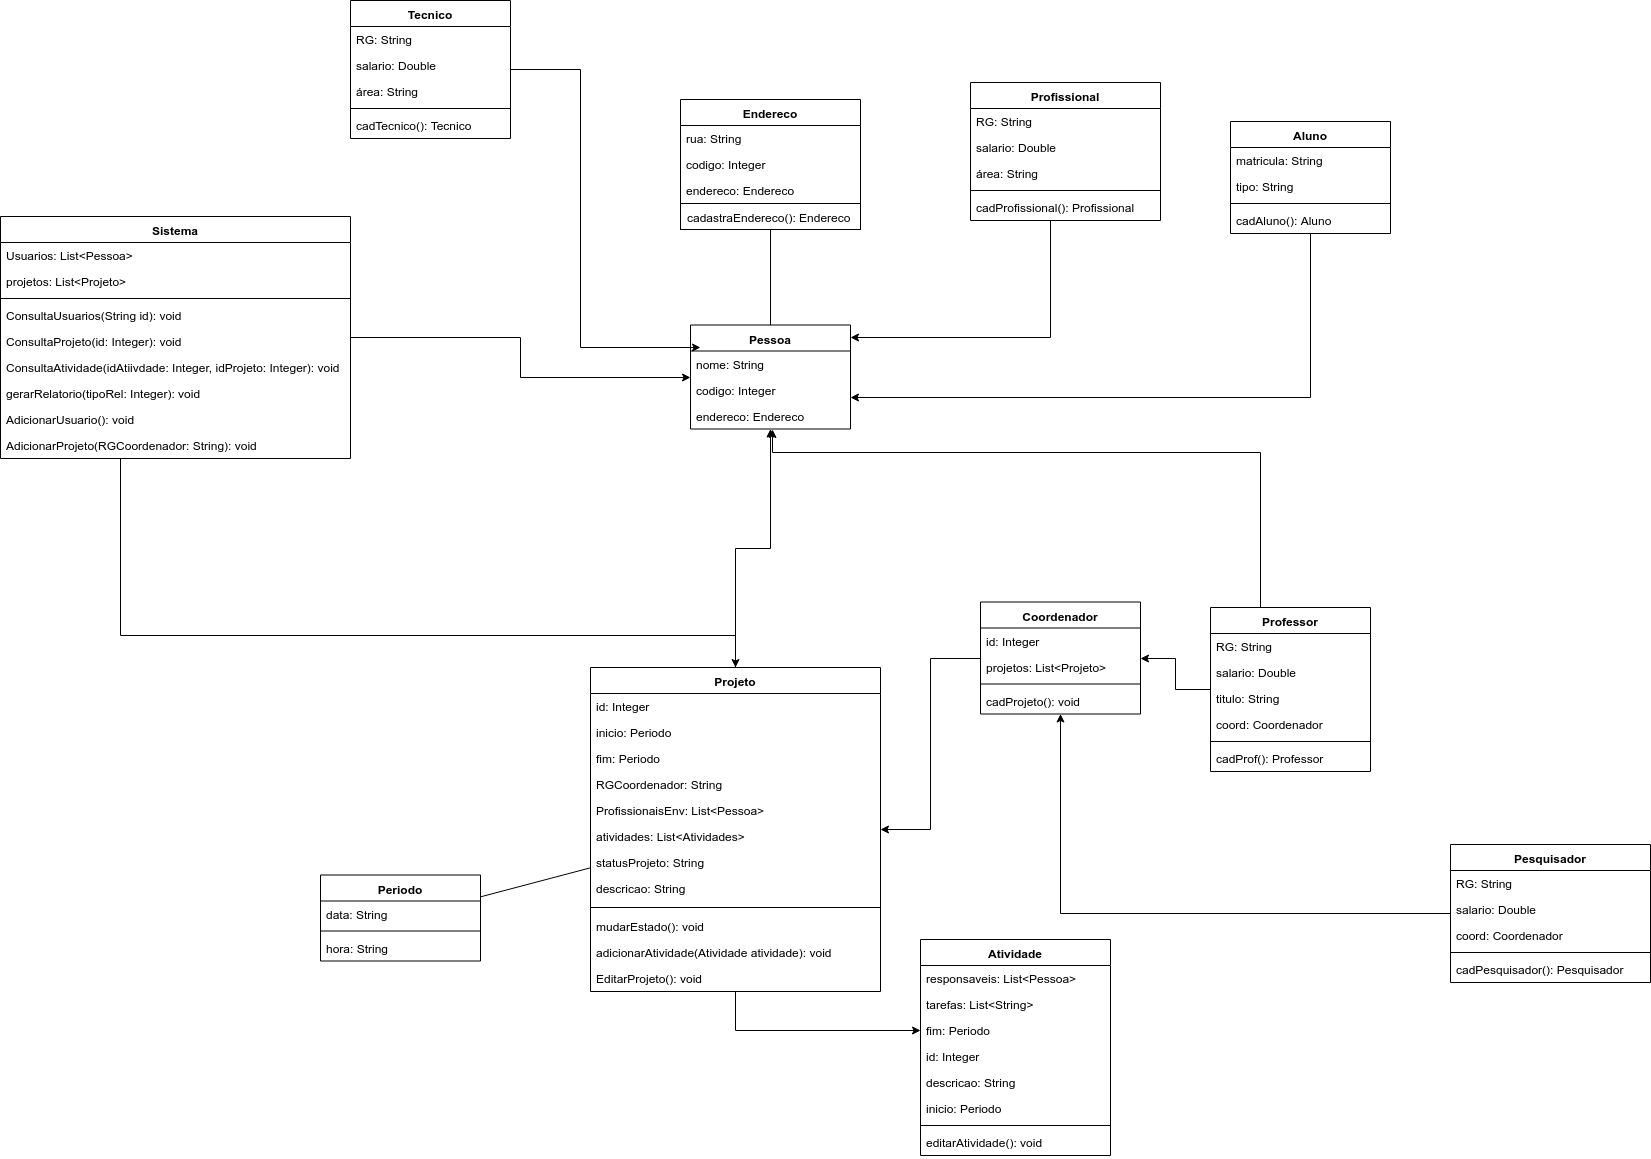 Tecnico
RG: String
salario: Double
área: String
cadTecnico(): Tecnico
Endereco
rua: String
codigo: Integer
endereco: Endereco
cadastraEndereco(): Endereco
Profissional
RG: String
salario: Double
área: String
cadProfissional(): Profissional
Aluno
matricula: String
tipo: String
cadAluno(): Aluno
Sistema
Usuarios: List<Pessoa>
projetos: List<Projeto>
ConsultaUsuarios(String id): void
ConsultaProjeto(id: Integer): void
ConsultaAtividade(idAtiivdade: Integer, idProjeto: Integer): void
gerarRelatorio(tipoRel: Integer): void
AdicionarUsuario(): void
AdicionarProjeto(RGCoordenador: String): void
Pessoa
nome: String
codigo: Integer
endereco: Endereco
Coordenador
id: Integer
projetos: List<Projeto>
cadProjeto(): void
Professor
RG: String
salario: Double
titulo: String
coord: Coordenador
cadProf(): Professor
Projeto
id: Integer
inicio: Periodo
fim: Periodo
RGCoordenador: String
ProfissionaisEnv: List<Pessoa>
atividades: List<Atividades>
statusProjeto: String
descricao: String
mudarEstado(): void
adicionarAtividade(Atividade atividade): void
EditarProjeto(): void
Periodo
data: String
hora: String
Pesquisador
RG: String
salario: Double
coord: Coordenador
cadPesquisador(): Pesquisador
Atividade
responsaveis: List<Pessoa>
tarefas: List<String>
fim: Periodo
id: Integer
descricao: String
inicio: Periodo
editarAtividade(): void